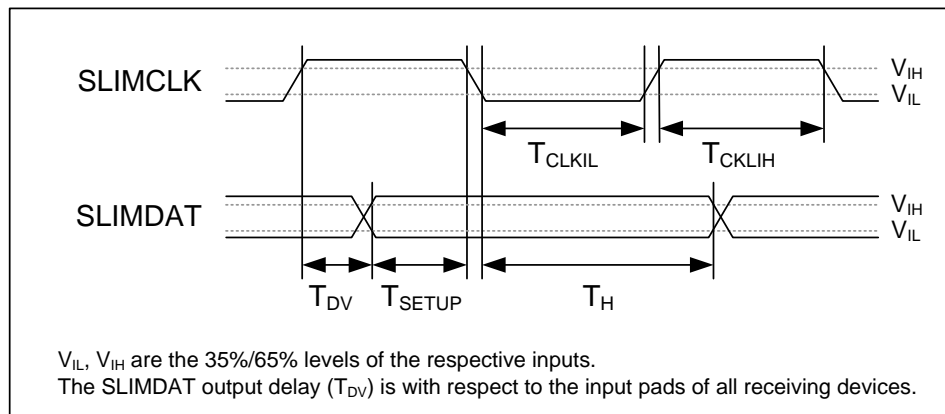 SLIMCLK
V_IH
V_IL
T_CLKIL
T_CKLIH
SLIMDAT
V_IH
V_IL
T_DV
T_SETUP
T_H
V_IL, V_IH are the 35%/65% levels of the respective inputs.
The SLIMDAT output delay (T_DV) is with respect to the input pads of all receiving devices.